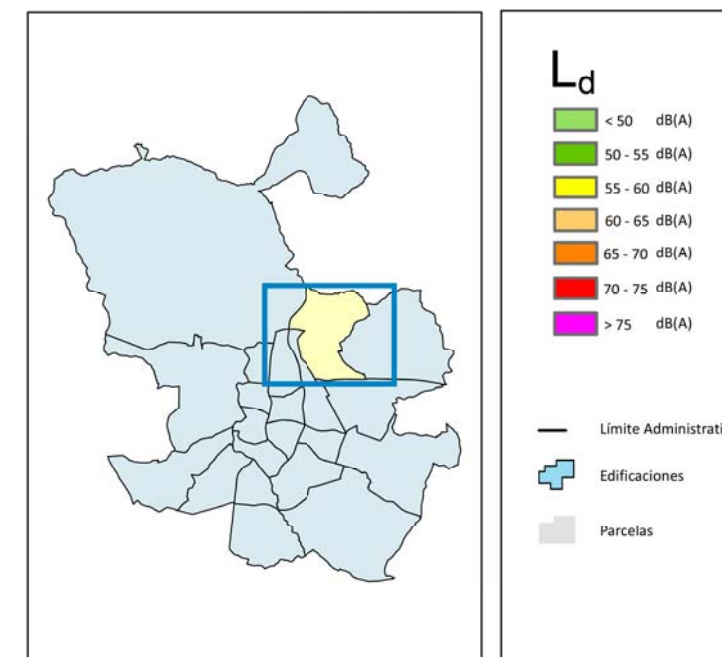 Ld
< 50 dB(A)
50 - 55 dB(A)
55 - 60 dB(A)
60 - 65 dB(A)
65 - 70 dB(A)
70 - 75 dB(A)
> 75 dB(A)
Límite Administrati
Edificaciones
Parcelas